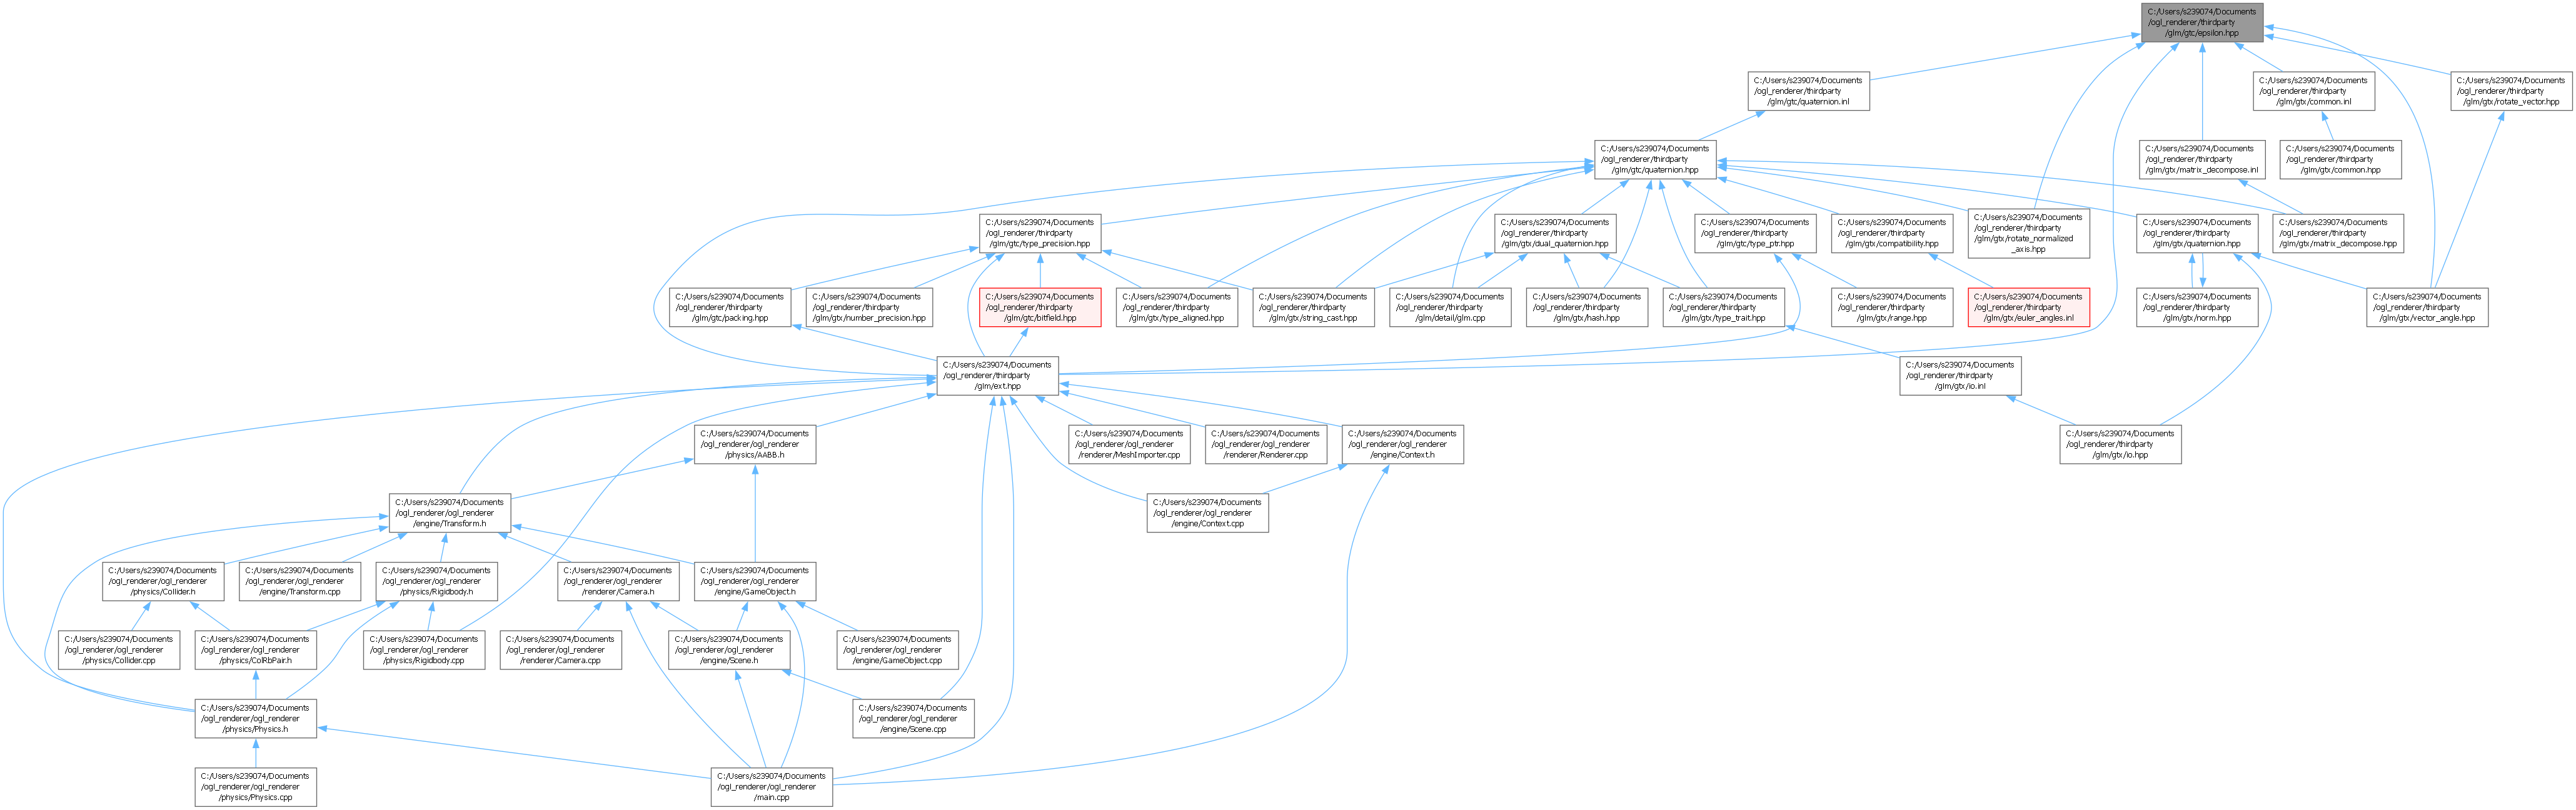 C:/Users/s239074/Documents
/ogl_renderer/thirdparty
/glm/gtc/epsilon.hpp
C:/Users/s239074/Documents
/ogl_renderer/thirdparty
/glm/gtc/quaternion.inl
C:/Users/s239074/Documents
/ogl_renderer/thirdparty
/glm/gtx/common.inl
C:/Users/s239074/Documents
/ogl_renderer/thirdparty
/glm/gtx/rotate_vector.hpp
C:/Users/s239074/Documents
/ogl_renderer/thirdparty
/glm/gtc/quaternion.hpp
C:/Users/s239074/Documents
/ogl_renderer/thirdparty
/glm/gtx/matrix_decompose.inl
C:/Users/s239074/Documents
/ogl_renderer/thirdparty
/glm/gtx/common.hpp
C:/Users/s239074/Documents
/ogl_renderer/thirdparty
/glm/gtc/type_precision.hpp
C:/Users/s239074/Documents
/ogl_renderer/thirdparty
/glm/gtx/dual_quaternion.hpp
C:/Users/s239074/Documents
/ogl_renderer/thirdparty
/glm/gtc/type_ptr.hpp
C:/Users/s239074/Documents
/ogl_renderer/thirdparty
/glm/gtx/compatibility.hpp
C:/Users/s239074/Documents
/ogl_renderer/thirdparty
/glm/gtx/rotate_normalized
_axis.hpp
C:/Users/s239074/Documents
/ogl_renderer/thirdparty
/glm/gtx/quaternion.hpp
C:/Users/s239074/Documents
/ogl_renderer/thirdparty
/glm/gtx/matrix_decompose.hpp
C:/Users/s239074/Documents
/ogl_renderer/thirdparty
/glm/gtc/packing.hpp
C:/Users/s239074/Documents
/ogl_renderer/thirdparty
/glm/gtx/number_precision.hpp
C:/Users/s239074/Documents
/ogl_renderer/thirdparty
/glm/gtc/bitfield.hpp
C:/Users/s239074/Documents
/ogl_renderer/thirdparty
/glm/gtx/type_aligned.hpp
C:/Users/s239074/Documents
/ogl_renderer/thirdparty
/glm/gtx/string_cast.hpp
C:/Users/s239074/Documents
/ogl_renderer/thirdparty
/glm/detail/glm.cpp
C:/Users/s239074/Documents
/ogl_renderer/thirdparty
/glm/gtx/hash.hpp
C:/Users/s239074/Documents
/ogl_renderer/thirdparty
/glm/gtx/type_trait.hpp
C:/Users/s239074/Documents
/ogl_renderer/thirdparty
/glm/gtx/range.hpp
C:/Users/s239074/Documents
/ogl_renderer/thirdparty
/glm/gtx/euler_angles.inl
C:/Users/s239074/Documents
/ogl_renderer/thirdparty
/glm/gtx/norm.hpp
C:/Users/s239074/Documents
/ogl_renderer/thirdparty
/glm/gtx/vector_angle.hpp
C:/Users/s239074/Documents
/ogl_renderer/thirdparty
/glm/ext.hpp
C:/Users/s239074/Documents
/ogl_renderer/thirdparty
/glm/gtx/io.inl
C:/Users/s239074/Documents
/ogl_renderer/ogl_renderer
/physics/AABB.h
C:/Users/s239074/Documents
/ogl_renderer/ogl_renderer
/renderer/MeshImporter.cpp
C:/Users/s239074/Documents
/ogl_renderer/ogl_renderer
/renderer/Renderer.cpp
C:/Users/s239074/Documents
/ogl_renderer/ogl_renderer
/engine/Context.h
C:/Users/s239074/Documents
/ogl_renderer/thirdparty
/glm/gtx/io.hpp
C:/Users/s239074/Documents
/ogl_renderer/ogl_renderer
/engine/Transform.h
C:/Users/s239074/Documents
/ogl_renderer/ogl_renderer
/engine/Context.cpp
C:/Users/s239074/Documents
/ogl_renderer/ogl_renderer
/physics/Collider.h
C:/Users/s239074/Documents
/ogl_renderer/ogl_renderer
/engine/Transform.cpp
C:/Users/s239074/Documents
/ogl_renderer/ogl_renderer
/physics/Rigidbody.h
C:/Users/s239074/Documents
/ogl_renderer/ogl_renderer
/renderer/Camera.h
C:/Users/s239074/Documents
/ogl_renderer/ogl_renderer
/engine/GameObject.h
C:/Users/s239074/Documents
/ogl_renderer/ogl_renderer
/physics/Collider.cpp
C:/Users/s239074/Documents
/ogl_renderer/ogl_renderer
/physics/ColRbPair.h
C:/Users/s239074/Documents
/ogl_renderer/ogl_renderer
/physics/Rigidbody.cpp
C:/Users/s239074/Documents
/ogl_renderer/ogl_renderer
/renderer/Camera.cpp
C:/Users/s239074/Documents
/ogl_renderer/ogl_renderer
/engine/Scene.h
C:/Users/s239074/Documents
/ogl_renderer/ogl_renderer
/engine/GameObject.cpp
C:/Users/s239074/Documents
/ogl_renderer/ogl_renderer
/physics/Physics.h
C:/Users/s239074/Documents
/ogl_renderer/ogl_renderer
/engine/Scene.cpp
C:/Users/s239074/Documents
/ogl_renderer/ogl_renderer
/physics/Physics.cpp
C:/Users/s239074/Documents
/ogl_renderer/ogl_renderer
/main.cpp